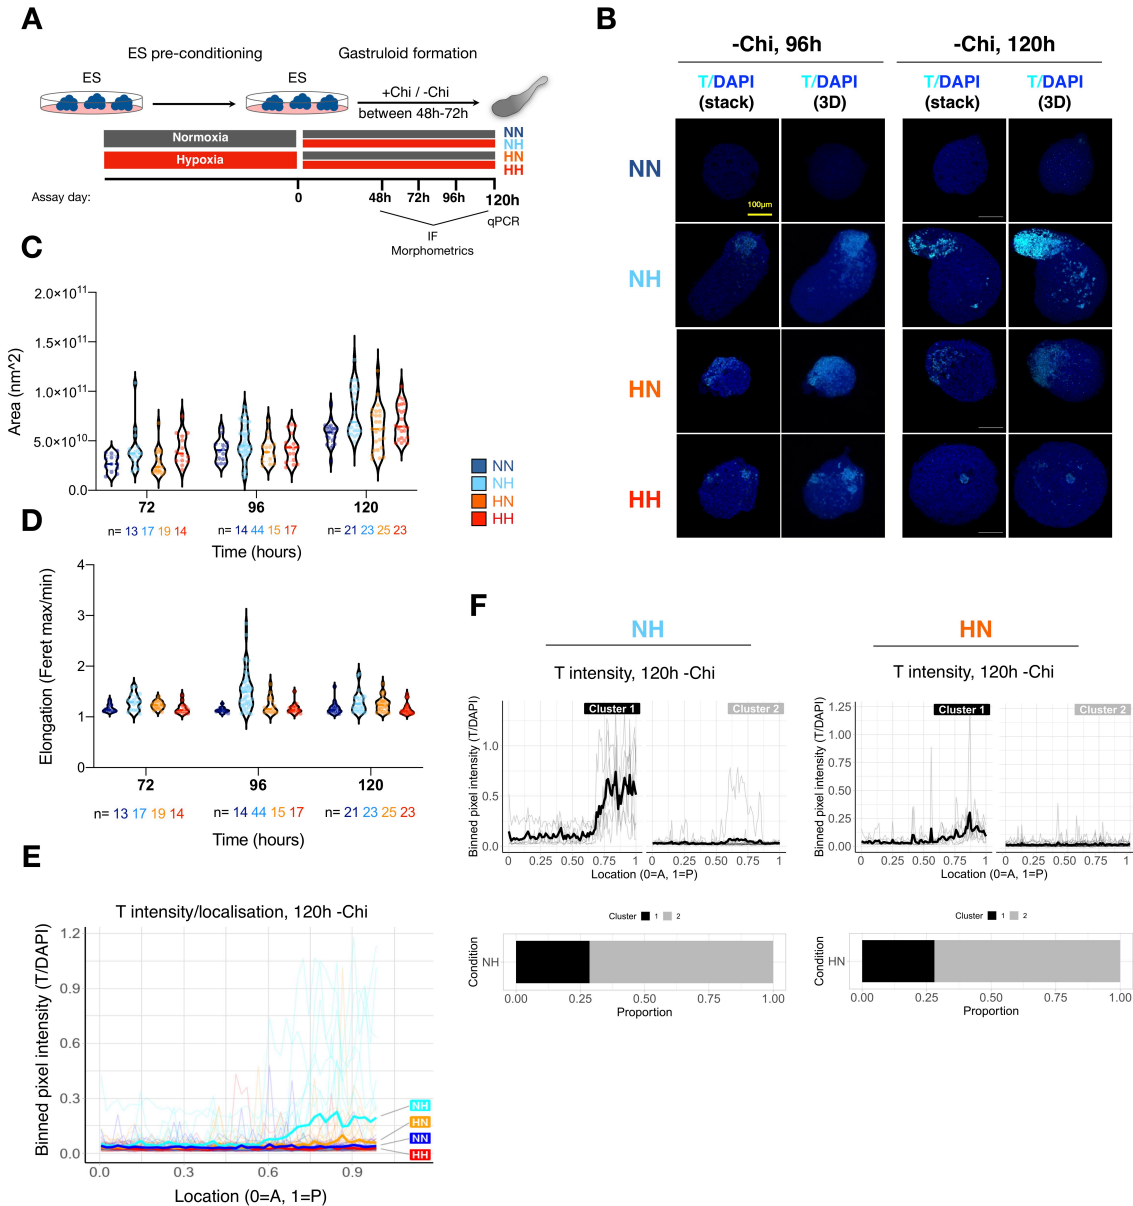 A
ES pre-conditioning
Gastruloid formation
ES
ES
+Chi / -Chi
between 48h-72h
Normoxia
Hypoxia
NN
NH
HN
HH
Assay day:
0
48h
72h
96h
120h
IF
Morphometrics
qPCR
B
-Chi, 96h
-Chi, 120h
T/DAPI
(stack)
T/DAPI
(3D)
T/DAPI
(stack)
T/DAPI
(3D)
NN
100µm
NH
HN
HH
C
Area (nm^2)
2.0×10¹¹
1.5×10¹¹
1.0×10¹¹
5.0×10¹⁰
0.0
72
96
120
n= 13 17 19 14
n= 14 44 15 17
n= 21 23 25 23
Time (hours)
NN
NH
HN
HH
D
Elongation (Feret max/min)
4
3
2
1
0
72
96
120
n= 13 17 19 14
n= 14 44 15 17
n= 21 23 25 23
Time (hours)
E
T intensity/localisation, 120h -Chi
Binned pixel intensity (T/DAPI)
1.2
0.9
0.6
0.3
0.0
0.0
0.3
0.6
0.9
Location (0=A, 1=P)
NH
HN
NN
HH
F
NH
T intensity, 120h -Chi
Cluster 1
Cluster 2
Binned pixel intensity (T/DAPI)
1.0
0.5
0.0
0 0.25 0.50 0.75 1
0 0.25 0.50 0.75 1
Location (0=A, 1=P)
Cluster 1 2
Condition
NH
0.00 0.25 0.50 0.75 1.00
Proportion
HN
T intensity, 120h -Chi
Cluster 1
Cluster 2
Binned pixel intensity (T/DAPI)
1.25
1.00
0.75
0.50
0.25
0.00
0 0.25 0.50 0.75 1
0 0.25 0.50 0.75 1
Location (0=A, 1=P)
Cluster 1 2
Condition
HN
0.00 0.25 0.50 0.75 1.00
Proportion